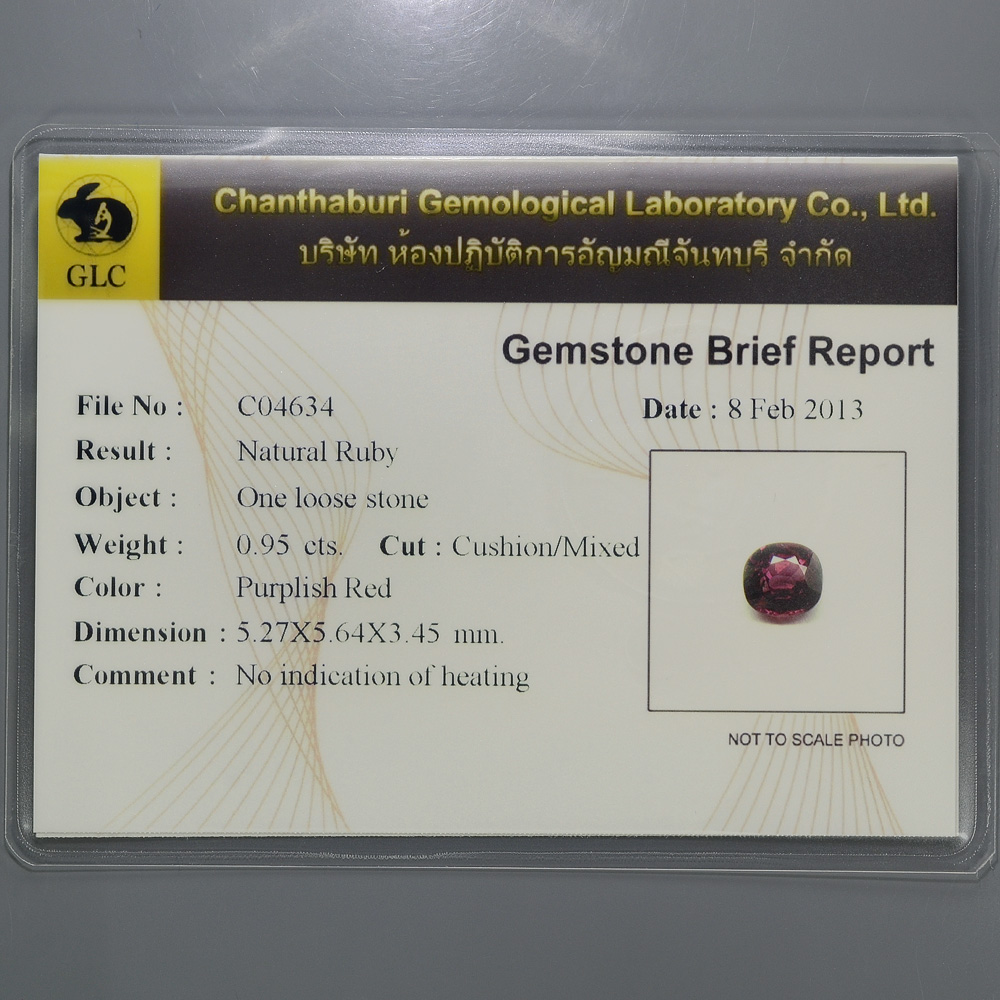 Chanthaburi Gemological Laboratory Co., Ltd.
บริษัท ห้องปฏิบัติการอัญมณีจันทบุรี จำกัด
GLC
Gemstone Brief Report
File No : C04634 Date : 8 Feb 2013
Result : Natural Ruby
Object : One loose stone
Weight : 0.95 cts. Cut : Cushion/Mixed
Color : Purplish Red
Dimension : 5.27X5.64X3.45 mm.
Comment : No indication of heating
NOT TO SCALE PHOTO